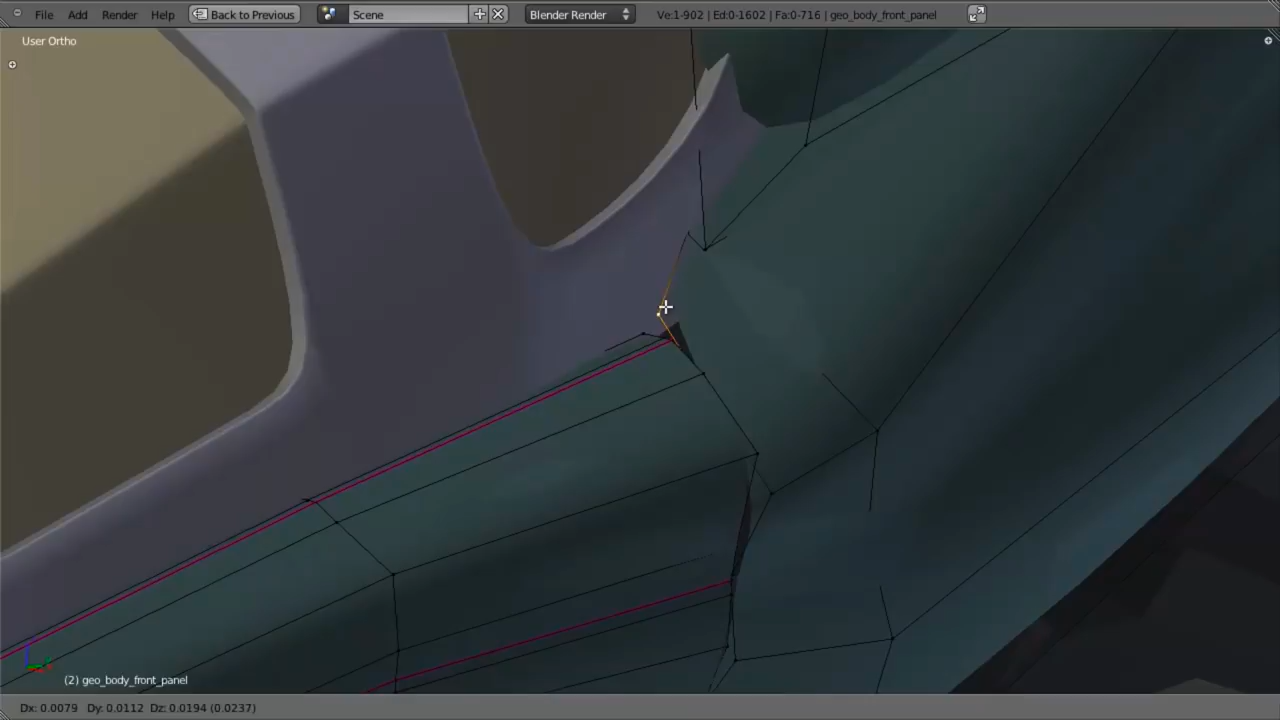 File Add Render Help Back to Previous Scene Blender Render Ve:1-902 | Ed:0-1602 | Fa:0-716 | geo_body_front_panel
User Ortho
(2) geo_body_front_panel
Dx: 0.0079 Dy: 0.0112 Dz: 0.0194 (0.0237)